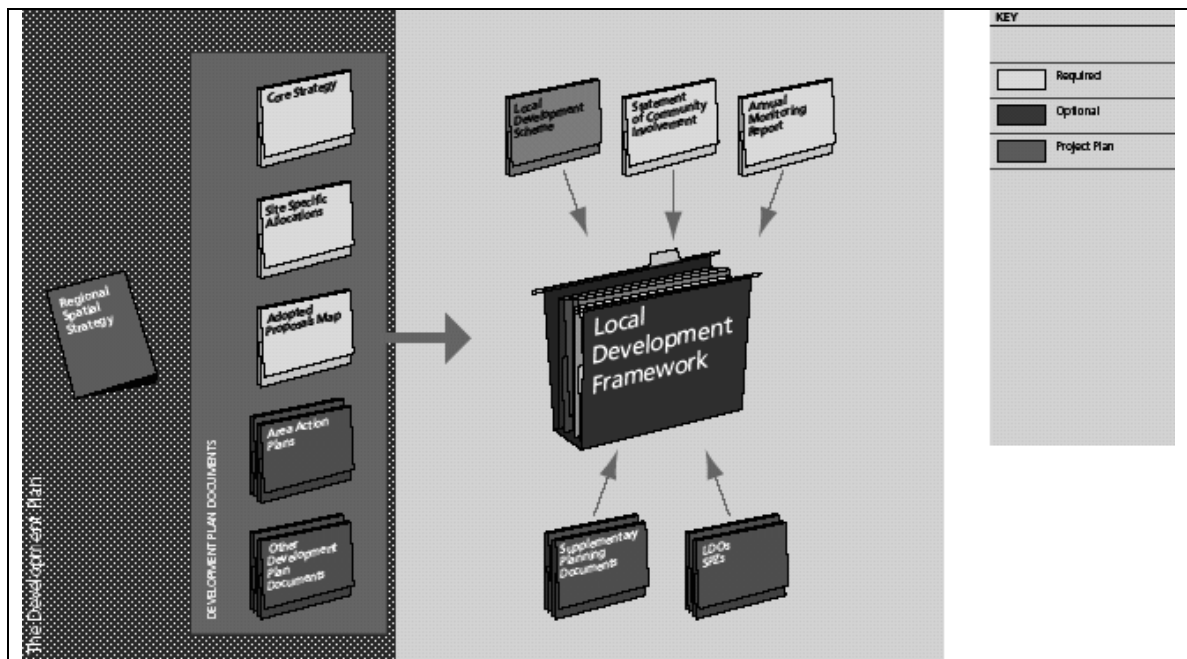 The Development Plan
Regional
Spatial
Strategy
DEVELOPMENT PLAN DOCUMENTS
Core Strategy
Site Specific
Allocations
Adopted
Proposals Map
Area Action
Plans
Other
Development
Plan
Documents
Local
Development
Scheme
Statement
of Community
Involvement
Annual
Monitoring
Report
Local
Development
Framework
Supplementary
Planning
Documents
LDOs
SPZs
KEY
Required
Optional
Project Plan